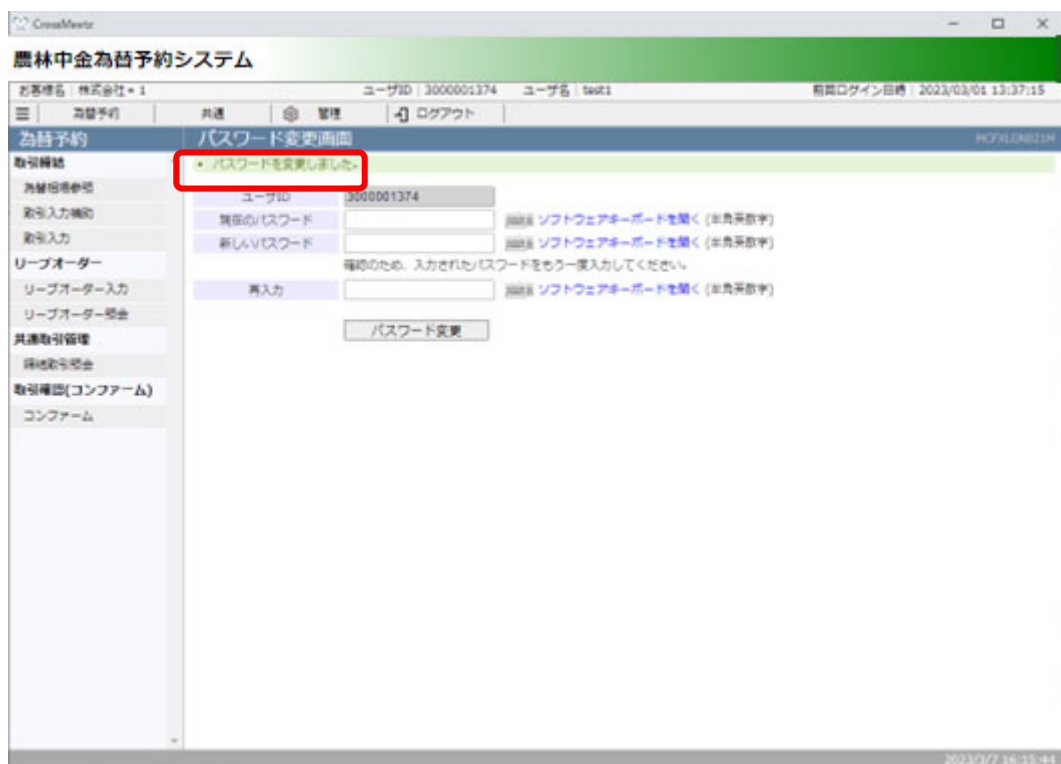 CrossMeetz
農林中金為替予約システム
お客様名 株式会社＊1 ユーザID 3000001374 ユーザ名 test1 前回ログイン日時 2023/03/01 13:37:15
為替予約 共通 管理 ログアウト
為替予約 パスワード変更画面 MCFXLGN021M
取引締結
• パスワードを変更しました。
為替相場参照
ユーザID 3000001374
取引入力補助
現在のパスワード ソフトウェアキーボードを開く (半角英数字)
取引入力
新しいパスワード ソフトウェアキーボードを開く (半角英数字)
リーブオーダー
確認のため、入力されたパスワードをもう一度入力してください。
リーブオーダー入力
再入力 ソフトウェアキーボードを開く (半角英数字)
リーブオーダー照会
パスワード変更
共通取引管理
締結取引照会
取引確認(コンファーム)
コンファーム
2023/3/7 16:15:44